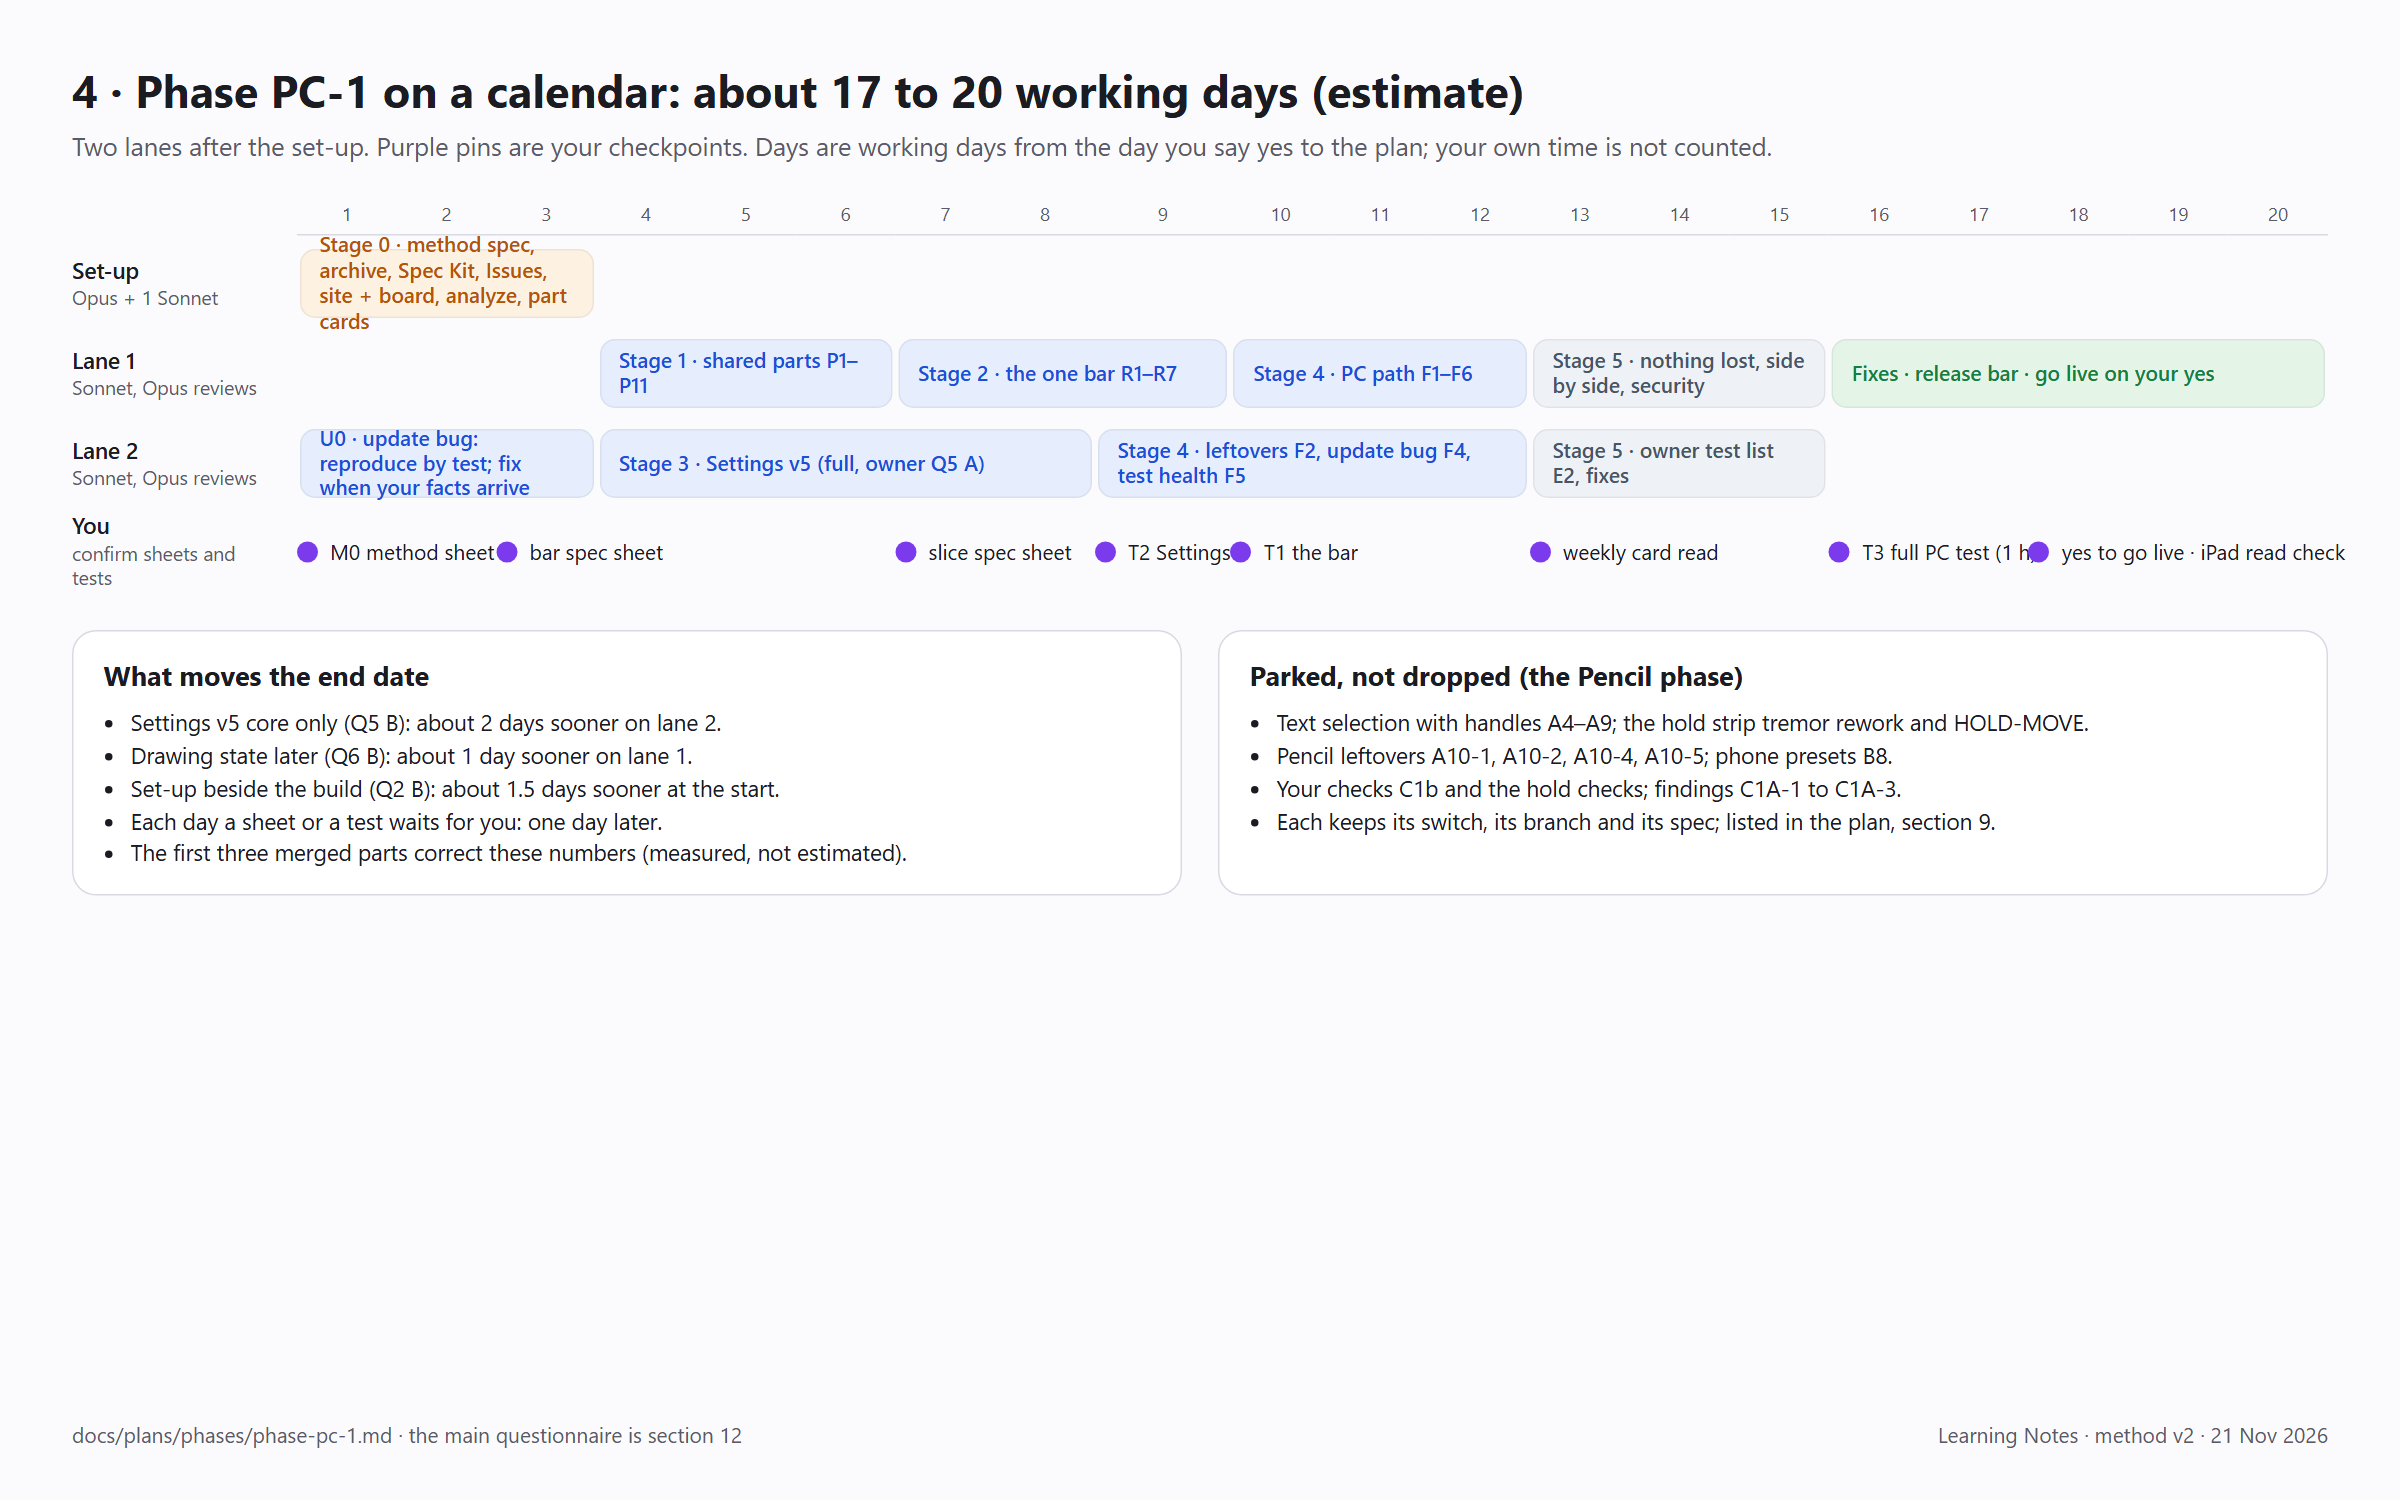 4 · Phase PC-1 on a calendar: about 17 to 20 working days (estimate)
Two lanes after the set-up. Purple pins are your checkpoints. Days are working days from the day you say yes to the plan; your own time is not counted.
1 2 3 4 5 6 7 8 9 10 11 12 13 14 15 16 17 18 19 20
Set-up
Opus + 1 Sonnet
Stage 0 · method spec,
archive, Spec Kit, Issues,
site + board, analyze, part
cards
Lane 1
Sonnet, Opus reviews
Stage 1 · shared parts P1–
P11
Stage 2 · the one bar R1–R7
Stage 4 · PC path F1–F6
Stage 5 · nothing lost, side
by side, security
Fixes · release bar · go live on your yes
Lane 2
Sonnet, Opus reviews
U0 · update bug:
reproduce by test; fix
when your facts arrive
Stage 3 · Settings v5 (full, owner Q5 A)
Stage 4 · leftovers F2, update bug F4,
test health F5
Stage 5 · owner test list
E2, fixes
You
confirm sheets and
tests
M0 method sheet
bar spec sheet
slice spec sheet
T2 Settings
T1 the bar
weekly card read
T3 full PC test (1
yes to go live · iPad read check
What moves the end date
• Settings v5 core only (Q5 B): about 2 days sooner on lane 2.
• Drawing state later (Q6 B): about 1 day sooner on lane 1.
• Set-up beside the build (Q2 B): about 1.5 days sooner at the start.
• Each day a sheet or a test waits for you: one day later.
• The first three merged parts correct these numbers (measured, not estimated).
Parked, not dropped (the Pencil phase)
• Text selection with handles A4–A9; the hold strip tremor rework and HOLD-MOVE.
• Pencil leftovers A10-1, A10-2, A10-4, A10-5; phone presets B8.
• Your checks C1b and the hold checks; findings C1A-1 to C1A-3.
• Each keeps its switch, its branch and its spec; listed in the plan, section 9.
docs/plans/phases/phase-pc-1.md · the main questionnaire is section 12
Learning Notes · method v2 · 21 Nov 2026